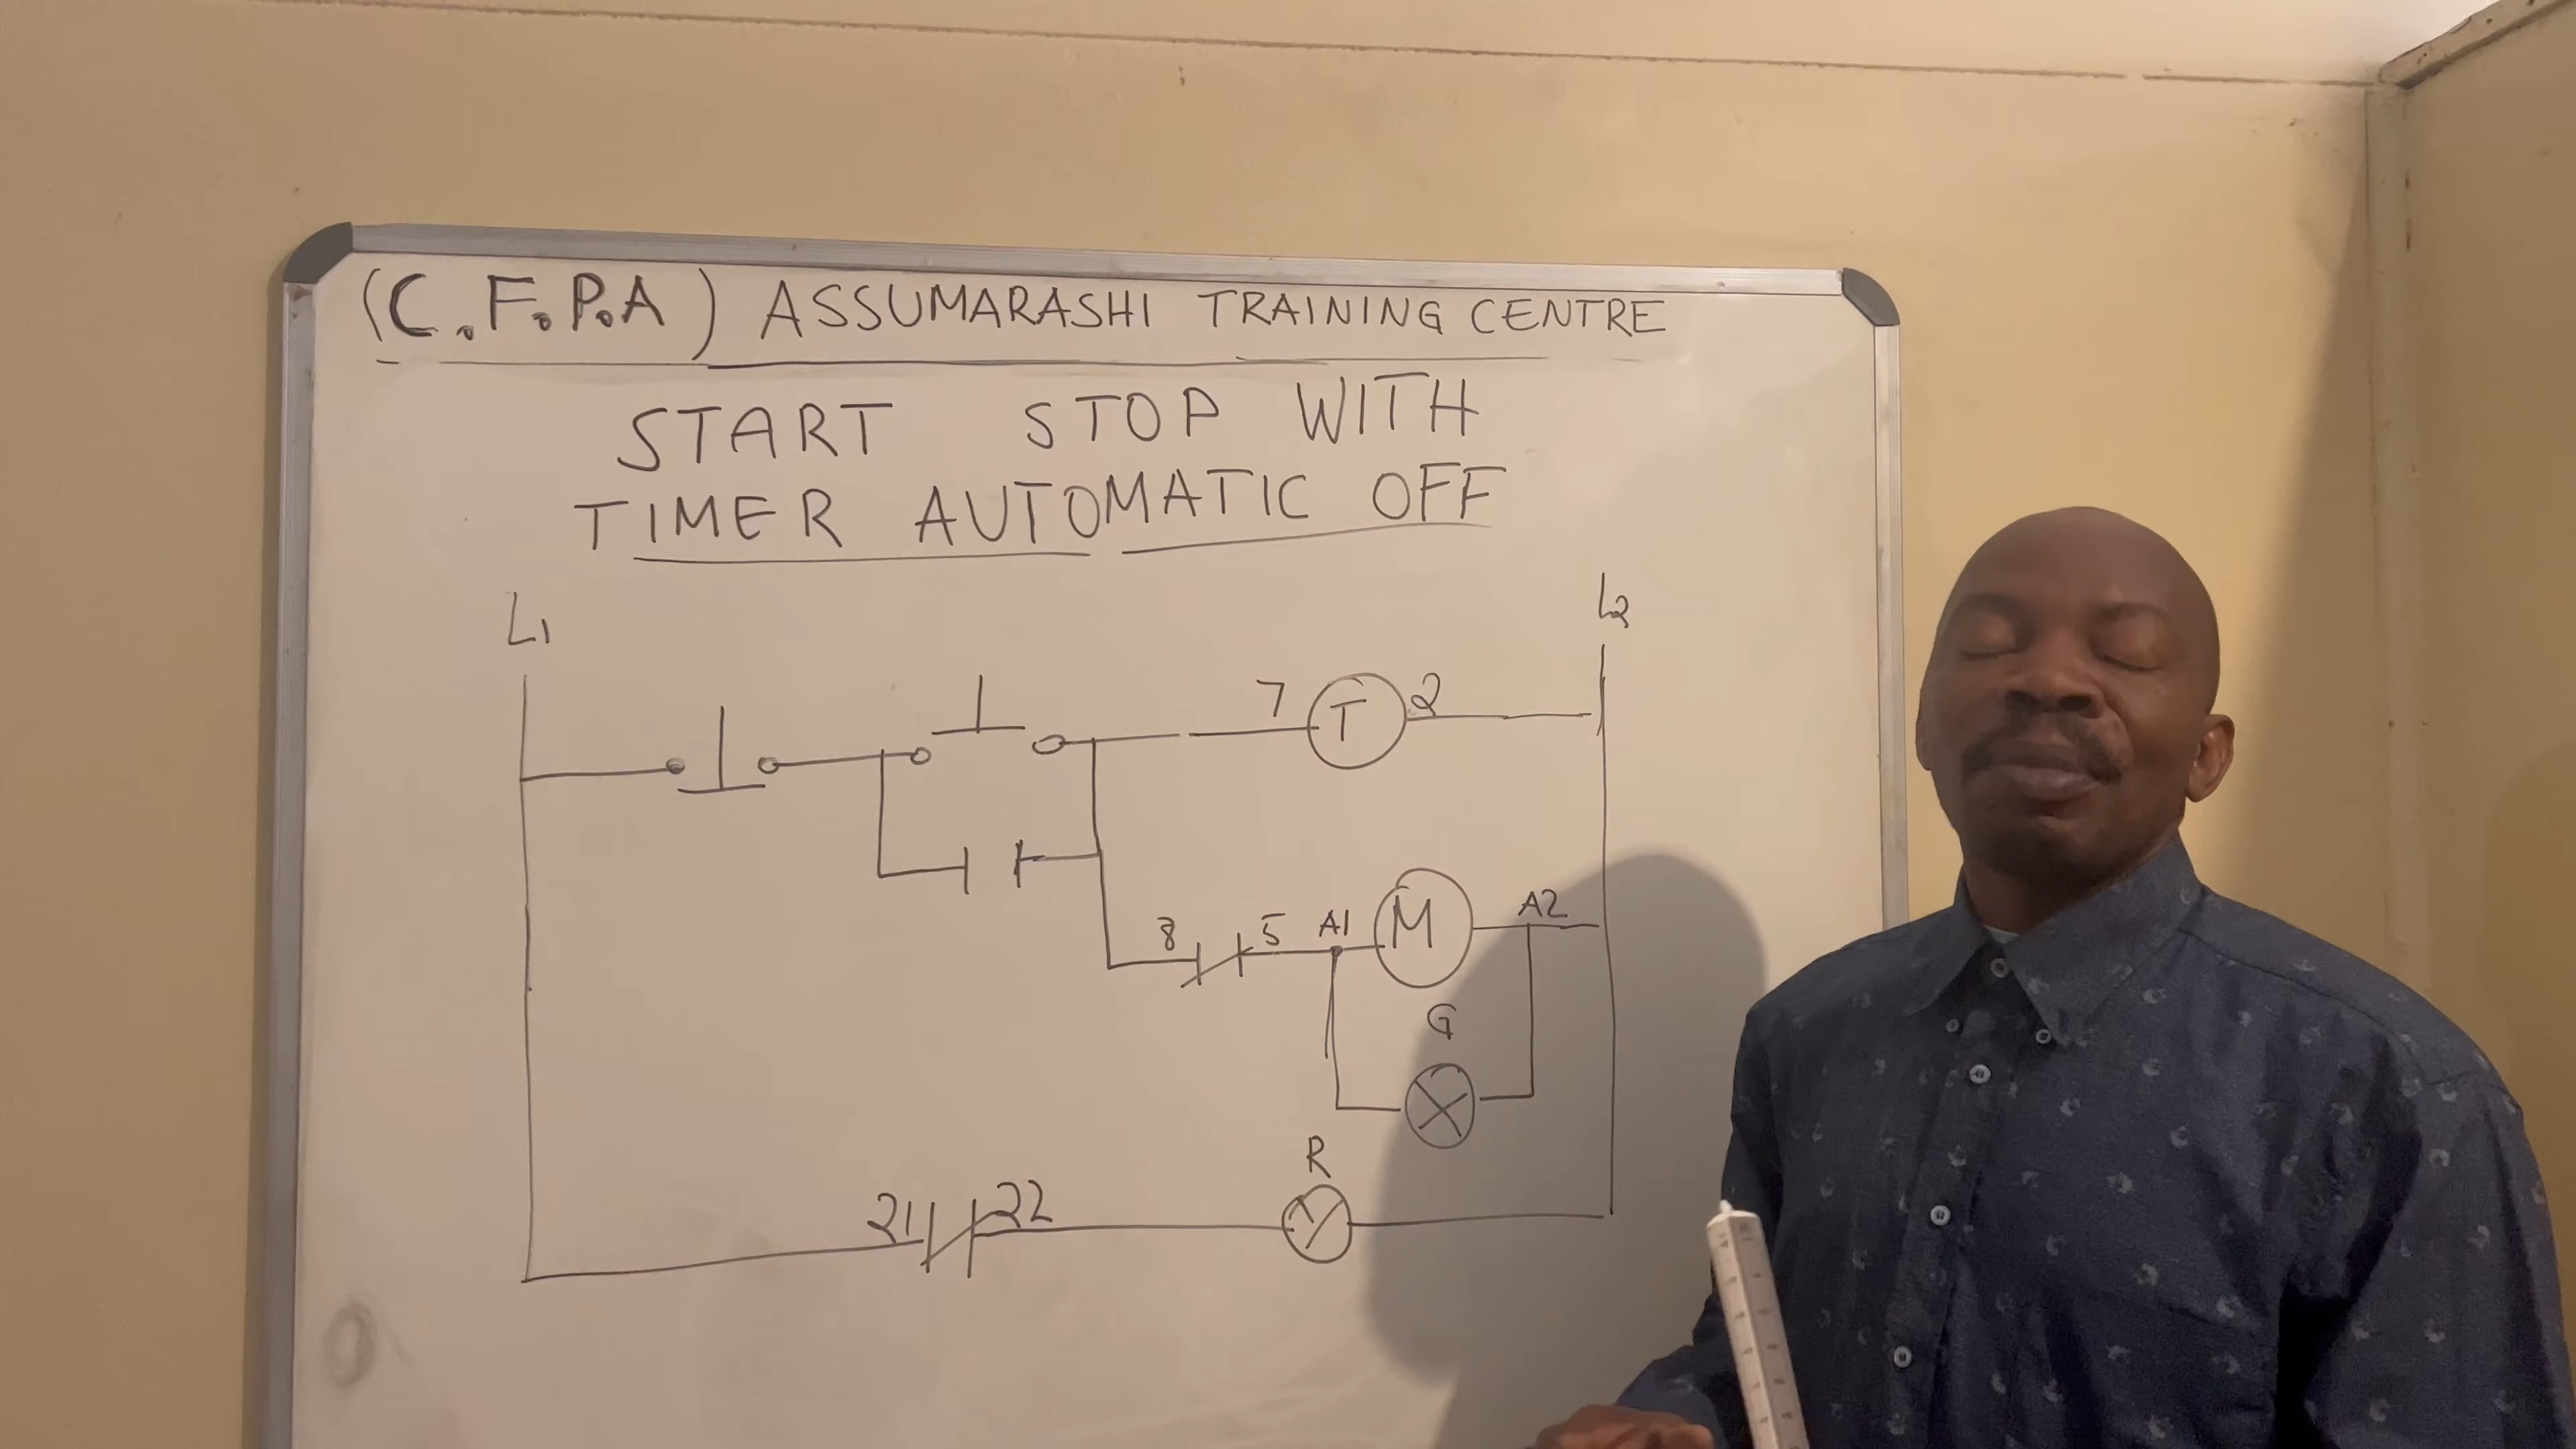 (C.F.P.A) ASSUMARASHI TRAINING CENTRE
START STOP WITH
TIMER AUTOMATIC OFF
L1
L2
7 T 2
8 5 A1 M A2
G
R
21 22